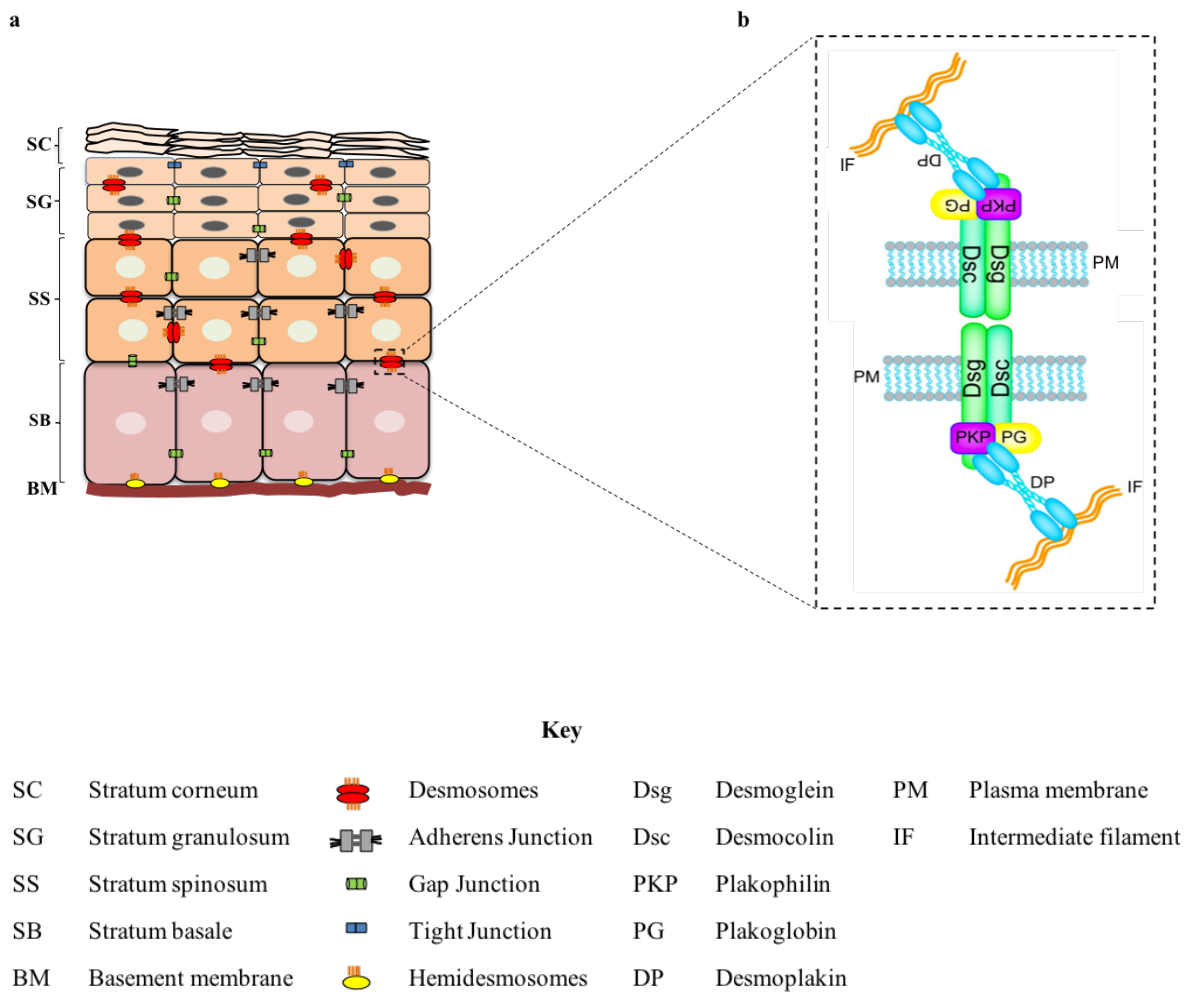 a
b
SC
SG
SS
SB
BM
IF
DP
PG
PKP
Dsc
Dsg
PM
PM
Dsg
Dsc
PKP
PG
DP
IF
Key
SC Stratum corneum Desmosomes Dsg Desmoglein PM Plasma membrane
SG Stratum granulosum Adherens Junction Dsc Desmocolin IF Intermediate filament
SS Stratum spinosum Gap Junction PKP Plakophilin
SB Stratum basale Tight Junction PG Plakoglobin
BM Basement membrane Hemidesmosomes DP Desmoplakin